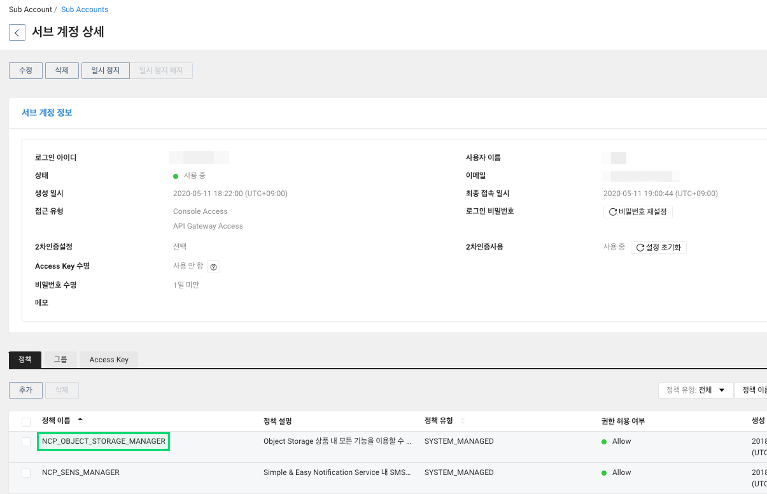 Sub Account / Sub Accounts
서브 계정 상세
수정 삭제 일시 정지 일시 정지 해지
서브 계정 정보
로그인 아이디 사용자 이름
상태 사용 중 이메일
생성 일시 2020-05-11 18:22:00 (UTC+09:00) 최종 접속 일시 2020-05-11 19:00:44 (UTC+09:00)
접근 유형 Console Access 로그인 비밀번호 비밀번호 재설정
API Gateway Access
2차인증설정 선택 2차인증사용 사용 중 설정 초기화
Access Key 수명 사용 안 함
비밀번호 수명 1일 미만
메모
정책 그룹 Access Key
추가 삭제 정책 유형: 전체 정책 이름
정책 이름 정책 설명 정책 유형 권한 허용 여부 생성
NCP_OBJECT_STORAGE_MANAGER Object Storage 상품 내 모든 기능을 이용할 수 ... SYSTEM_MANAGED Allow 2018
(UTC
NCP_SENS_MANAGER Simple & Easy Notification Service 내 SMS... SYSTEM_MANAGED Allow 2018
(UTC